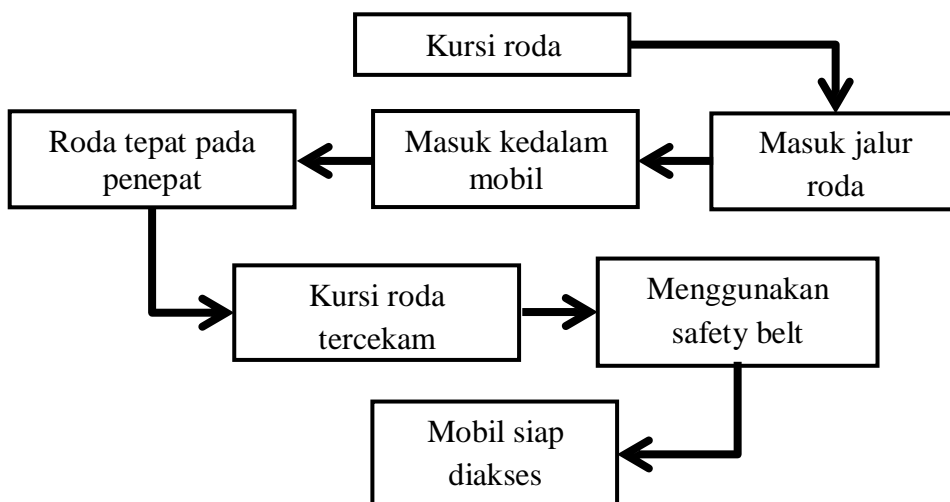 Kursi roda
Masuk jalur
roda
Masuk kedalam
mobil
Roda tepat pada
penepat
Kursi roda
tercekam
Menggunakan
safety belt
Mobil siap
diakses